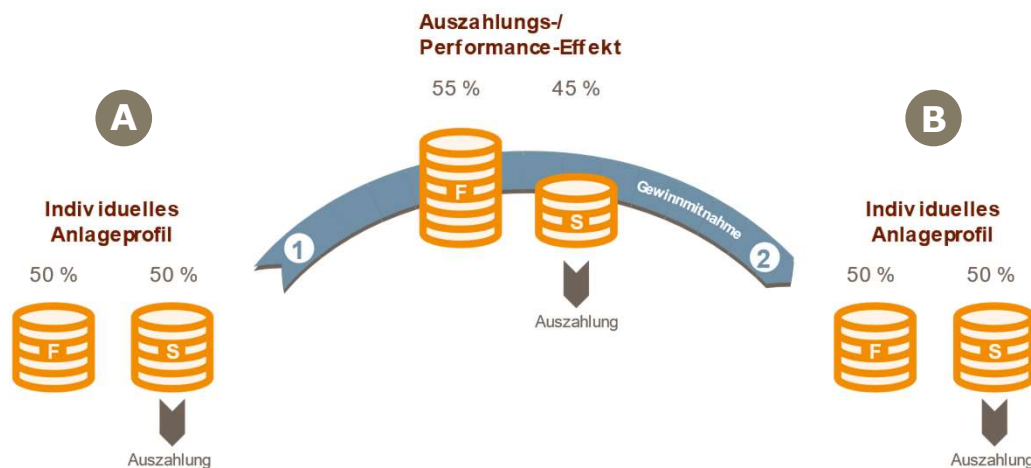 Auszahlungs-/
Performance-Effekt
55 %
45 %
A
B
F
S
Gewinnmitnahme
1
2
Auszahlung
Individuelles
Anlageprofil
50 %
50 %
F
S
Auszahlung
Individuelles
Anlageprofil
50 %
50 %
F
S
Auszahlung